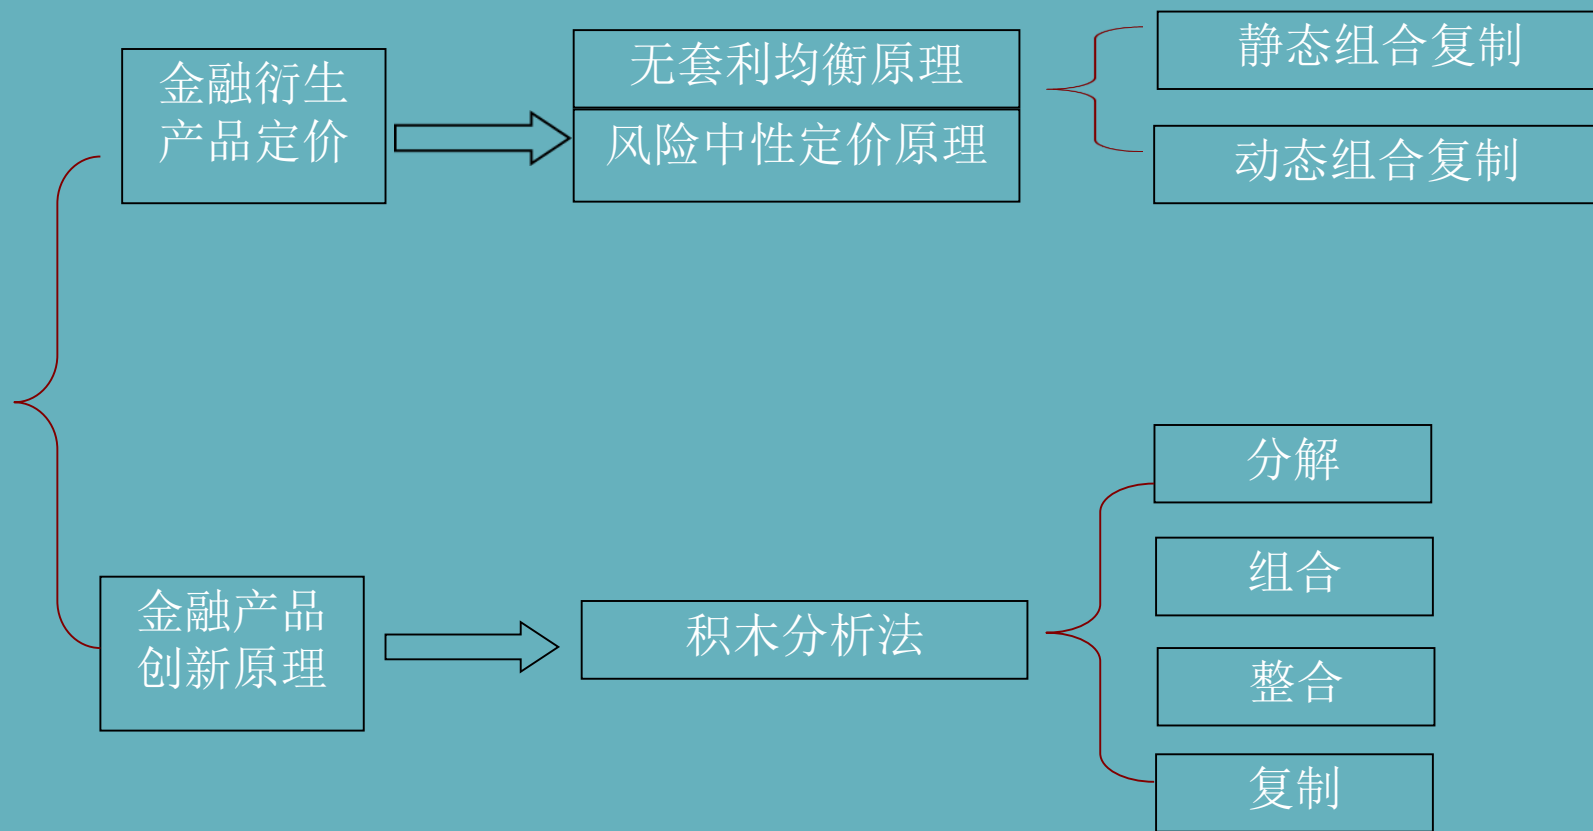 金融衍生
产品定价
无套利均衡原理
风险中性定价原理
静态组合复制
动态组合复制
金融产品
创新原理
积木分析法
分解
组合
整合
复制